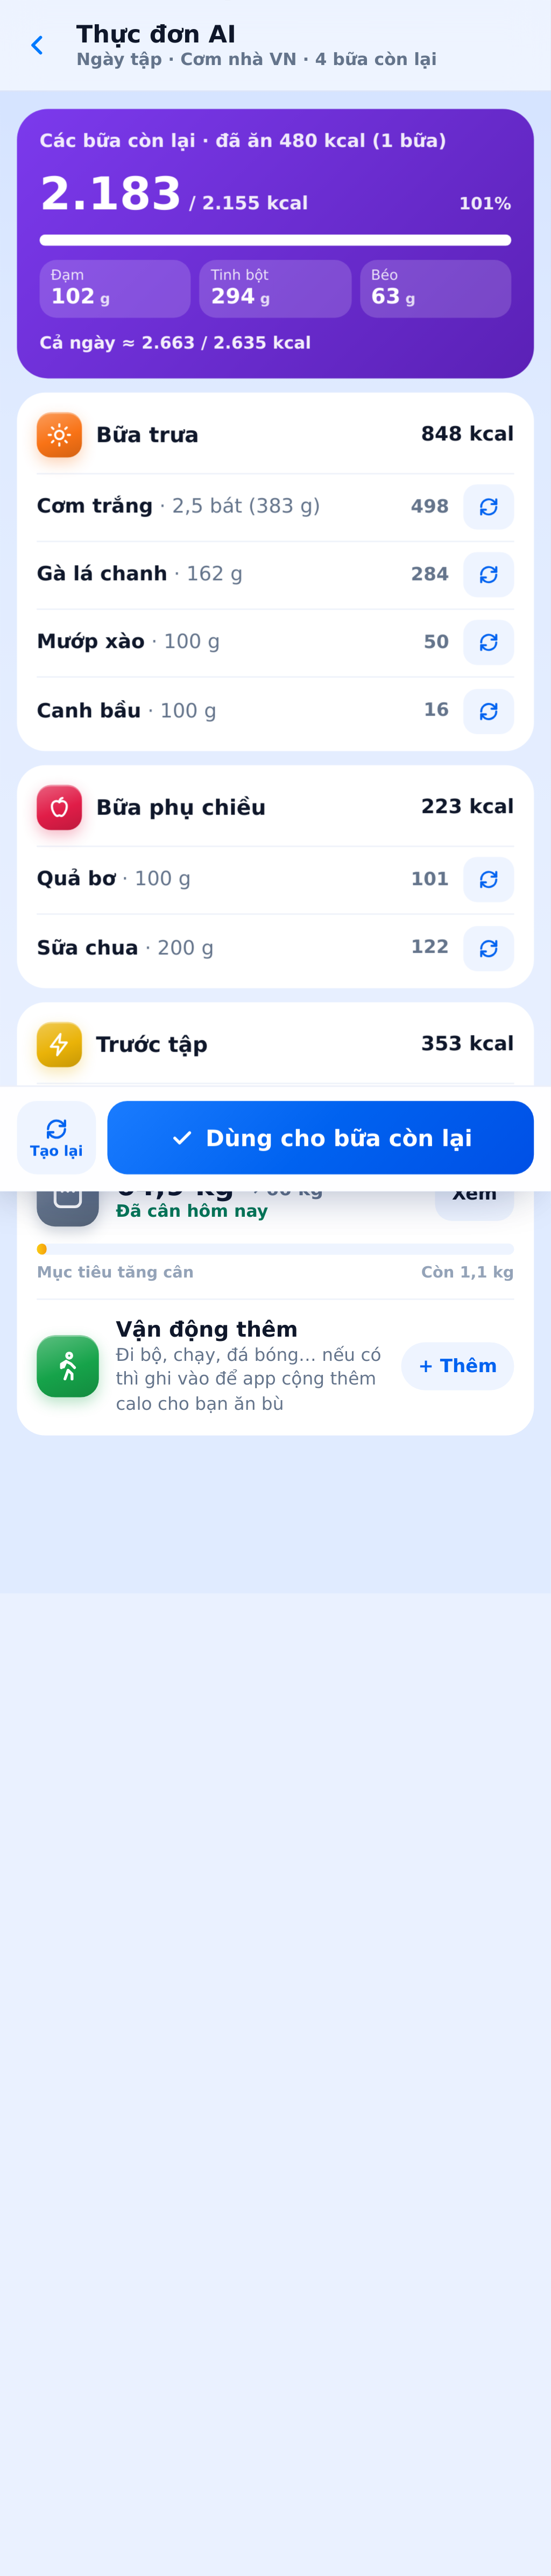 Thực đơn AI
Ngày tập · Cơm nhà VN · 4 bữa còn lại
Các bữa còn lại · đã ăn 480 kcal (1 bữa)
2.183 / 2.155 kcal
101%
Đạm
102 g
Tinh bột
294 g
Béo
63 g
Cả ngày ≈ 2.663 / 2.635 kcal
Bữa trưa
848 kcal
Cơm trắng · 2,5 bát (383 g)
498
Gà lá chanh · 162 g
284
Mướp xào · 100 g
50
Canh bầu · 100 g
16
Bữa phụ chiều
223 kcal
Quả bơ · 100 g
101
Sữa chua · 200 g
122
Trước tập
353 kcal
Tạo lại
Dùng cho bữa còn lại
Xem
Đã cân hôm nay
Mục tiêu tăng cân
Còn 1,1 kg
Vận động thêm
Đi bộ, chạy, đá bóng... nếu có
thì ghi vào để app cộng thêm
calo cho bạn ăn bù
+ Thêm